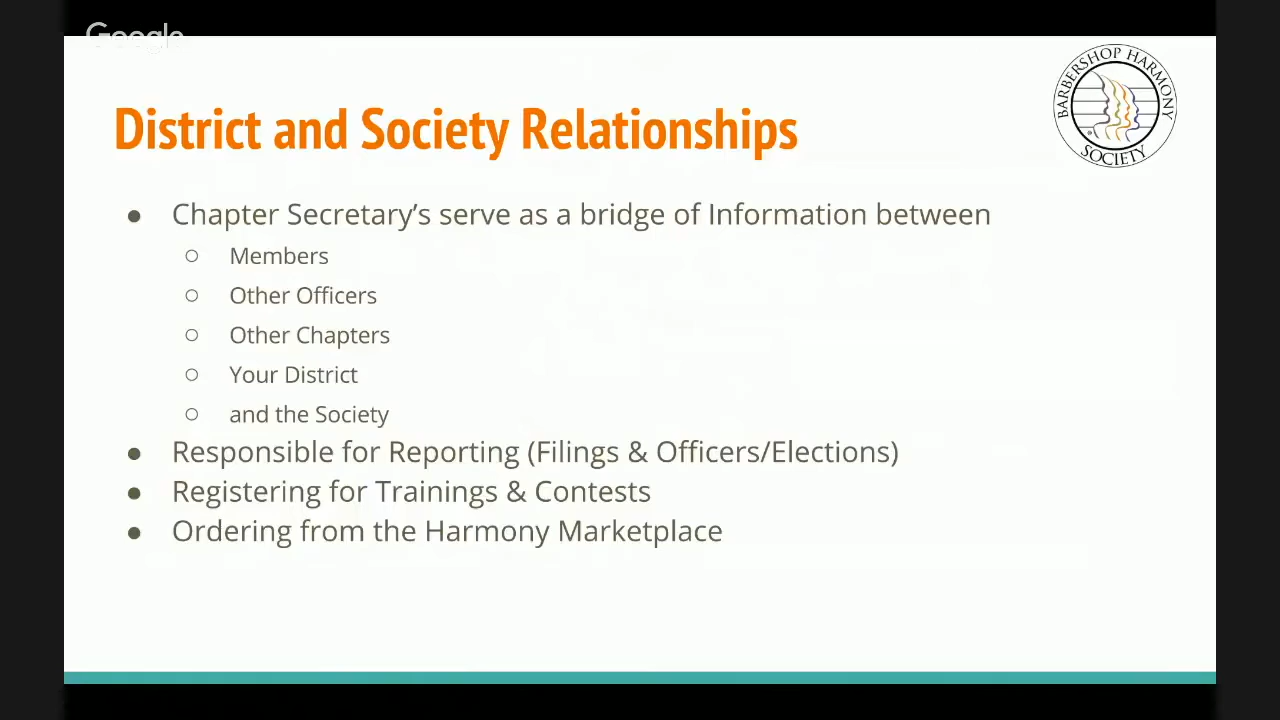 Google
BARBERSHOP HARMONY
SOCIETY
District and Society Relationships
● Chapter Secretary’s serve as a bridge of Information between
○ Members
○ Other Officers
○ Other Chapters
○ Your District
○ and the Society
● Responsible for Reporting (Filings & Officers/Elections)
● Registering for Trainings & Contests
● Ordering from the Harmony Marketplace